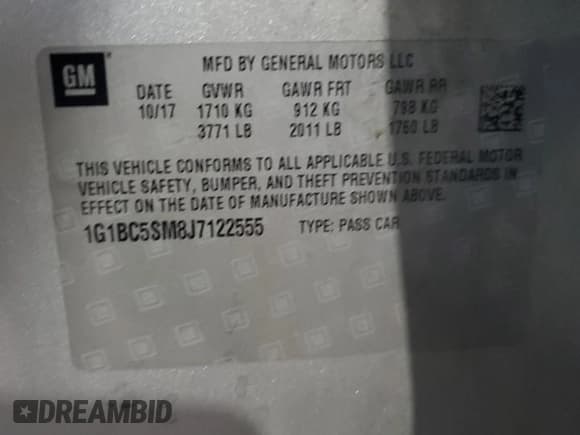 GM
MFD BY GENERAL MOTORS LLC
DATE GVWR GAWR FRT GAWR RR
10/17 1710 KG 912 KG 798 KG
3771 LB 2011 LB 1760 LB
THIS VEHICLE CONFORMS TO ALL APPLICABLE U.S. FEDERAL MOTOR
VEHICLE SAFETY, BUMPER, AND THEFT PREVENTION STANDARDS IN
EFFECT ON THE DATE OF MANUFACTURE SHOWN ABOVE.
1G1BC5SM8J7122555 TYPE: PASS CAR
DREAMBID